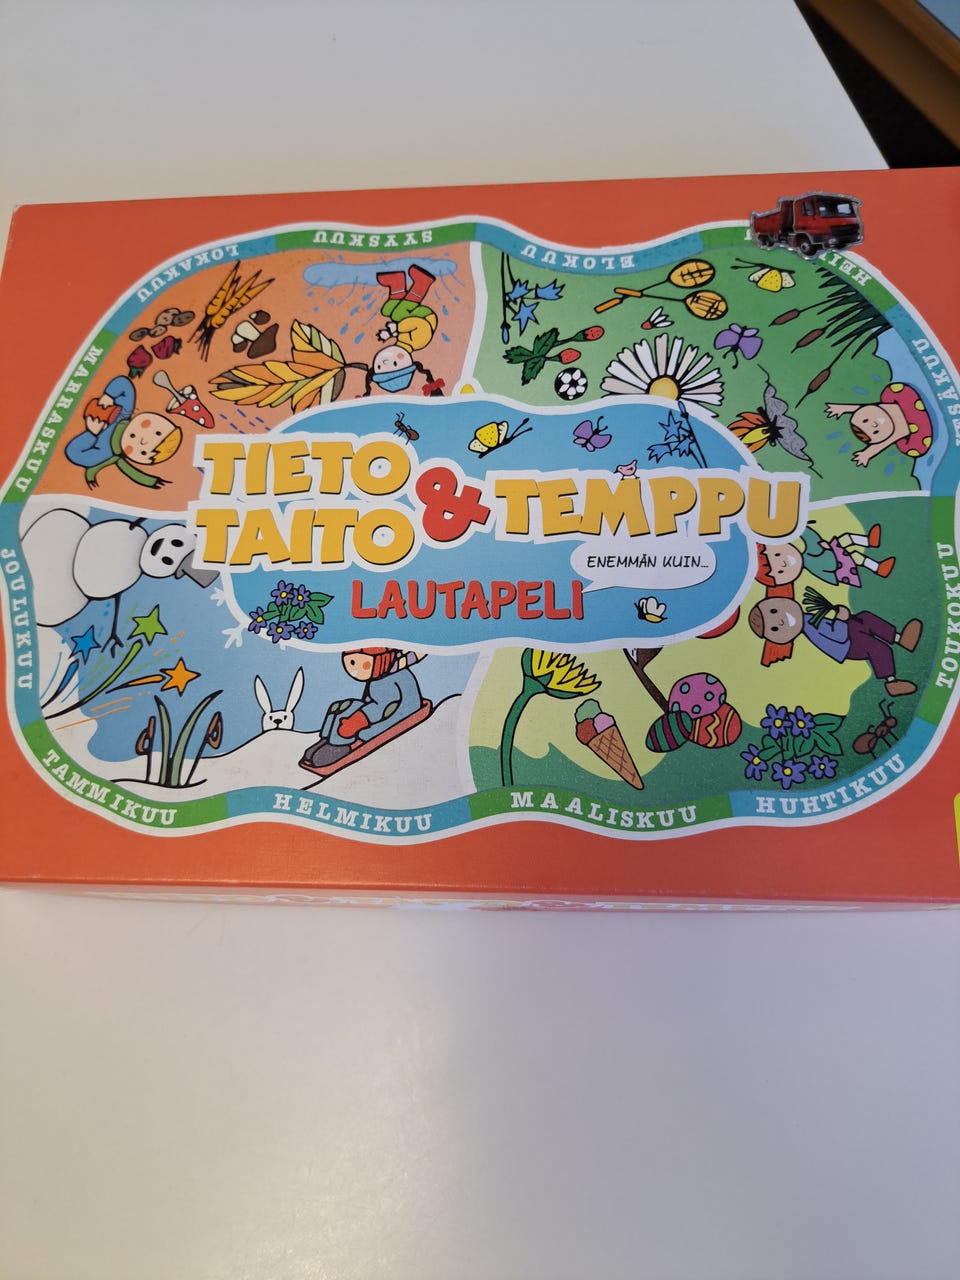 TIETO
TAITO
&
TEMPPU
ENEMMÄN KUIN...
LAUTAPELI
TAMMIKUU
HELMIKUU
MAALISKUU
HUHTIKUU
TOUKOKUU
ELOKUU
SYYSKUU
LOKAKUU
MARRASKUU
JOULUKUU